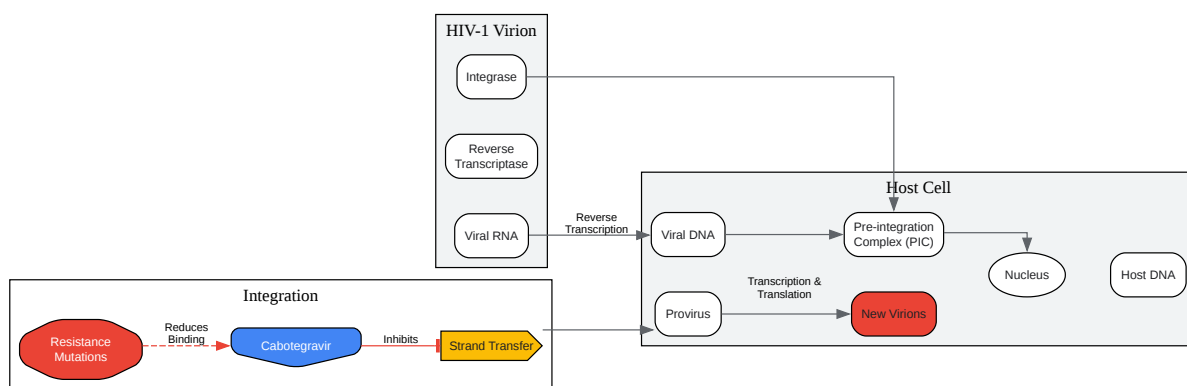 HIV-1 Virion
Integrase
Reverse
Transcriptase
Viral RNA
Reverse
Transcription
Host Cell
Viral DNA
Pre-integration
Complex (PIC)
Nucleus
Host DNA
Provirus
Transcription &
Translation
New Virions
Integration
Resistance
Mutations
Reduces
Binding
Cabotegravir
Inhibits
Strand Transfer